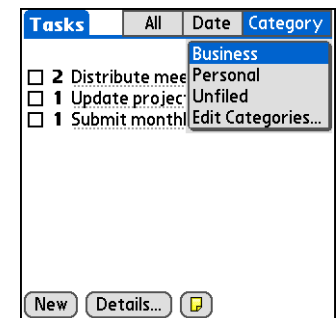 Tasks All Date Category
Business
Personal
Unfiled
Edit Categories...
2 Distribute mee
1 Update projec
1 Submit monthl
New Details...